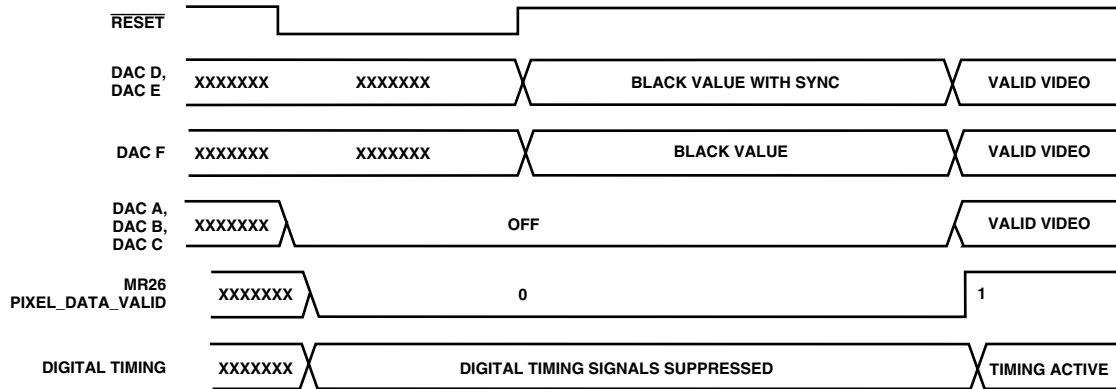 RESET
DAC D,
DAC E
XXXXXXX XXXXXXX BLACK VALUE WITH SYNC VALID VIDEO
DAC F XXXXXXX XXXXXXX BLACK VALUE VALID VIDEO
DAC A,
DAC B,
DAC C
XXXXXXX OFF VALID VIDEO
MR26
PIXEL_DATA_VALID
XXXXXXX 0 1
DIGITAL TIMING XXXXXXX DIGITAL TIMING SIGNALS SUPPRESSED TIMING ACTIVE